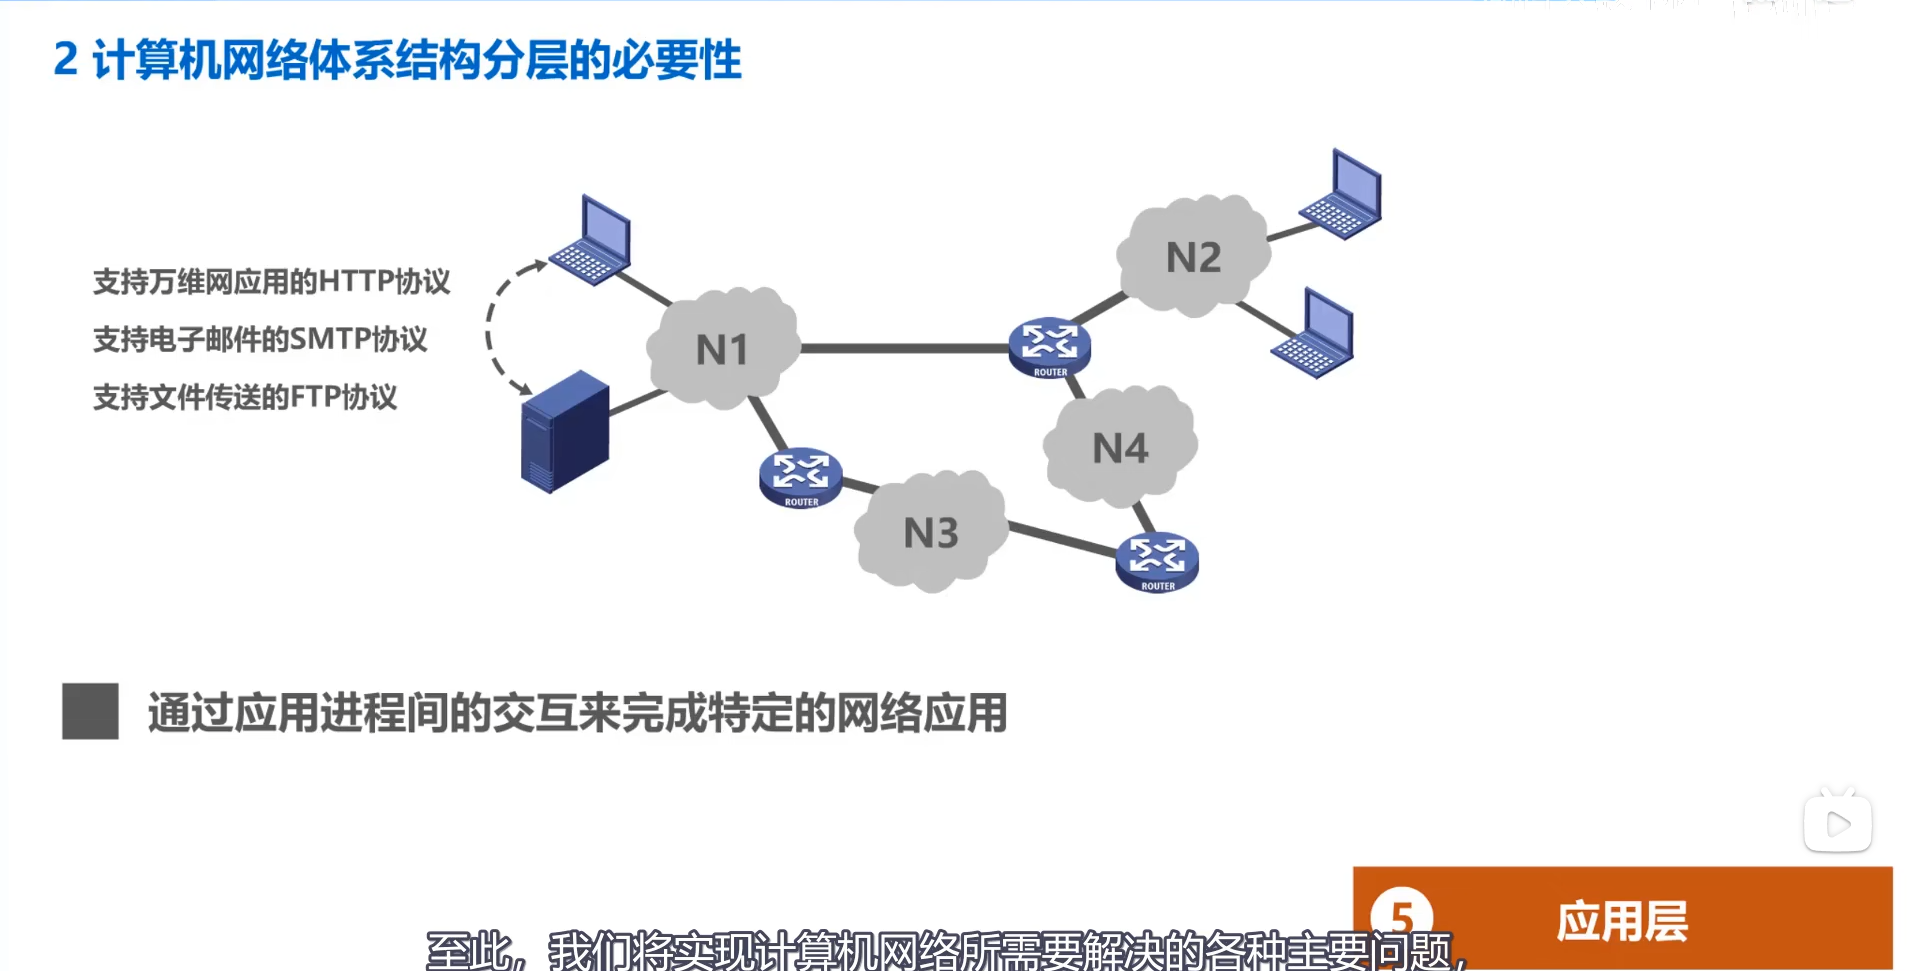 2 计算机网络体系结构分层的必要性
支持万维网应用的HTTP协议
支持电子邮件的SMTP协议
支持文件传送的FTP协议
N1
N2
ROUTER
N4
ROUTER
N3
ROUTER
通过应用进程间的交互来完成特定的网络应用
5 应用层
至此，我们将实现计算机网络所需要解决的各种主要问题，